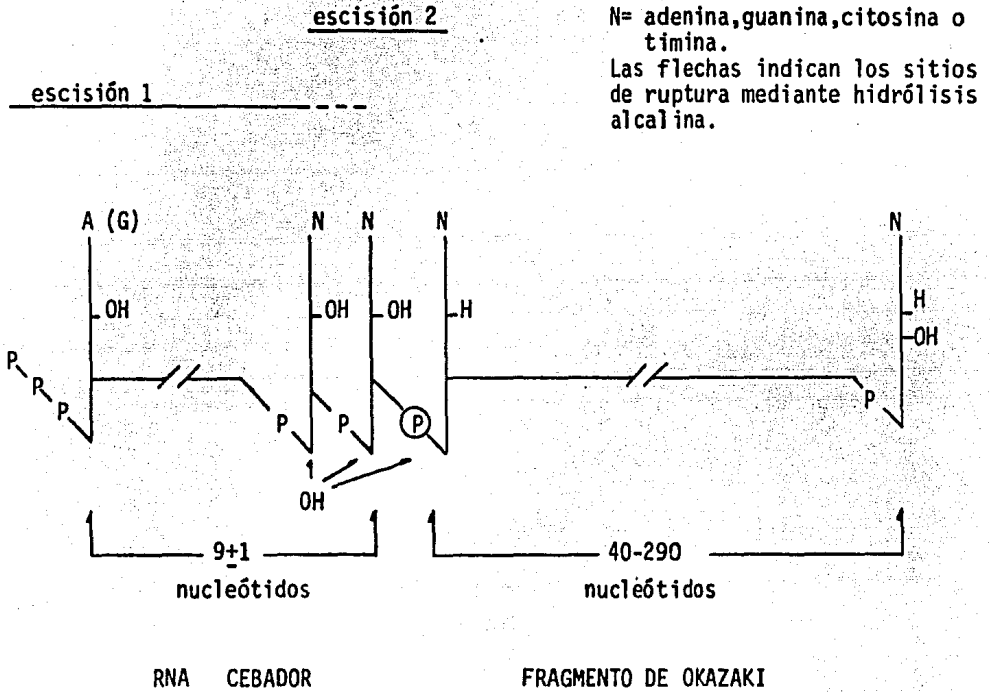 escisión 2
N= adenina,guanina,citosina o
timina.
Las flechas indican los sitios
de ruptura mediante hidrólisis
alcalina.
escisión 1
A (G) N N N N
OH OH OH H H
OH
P P P P P P P
OH
9±1 40-290
nucleótidos nucleótidos
RNA CEBADOR FRAGMENTO DE OKAZAKI